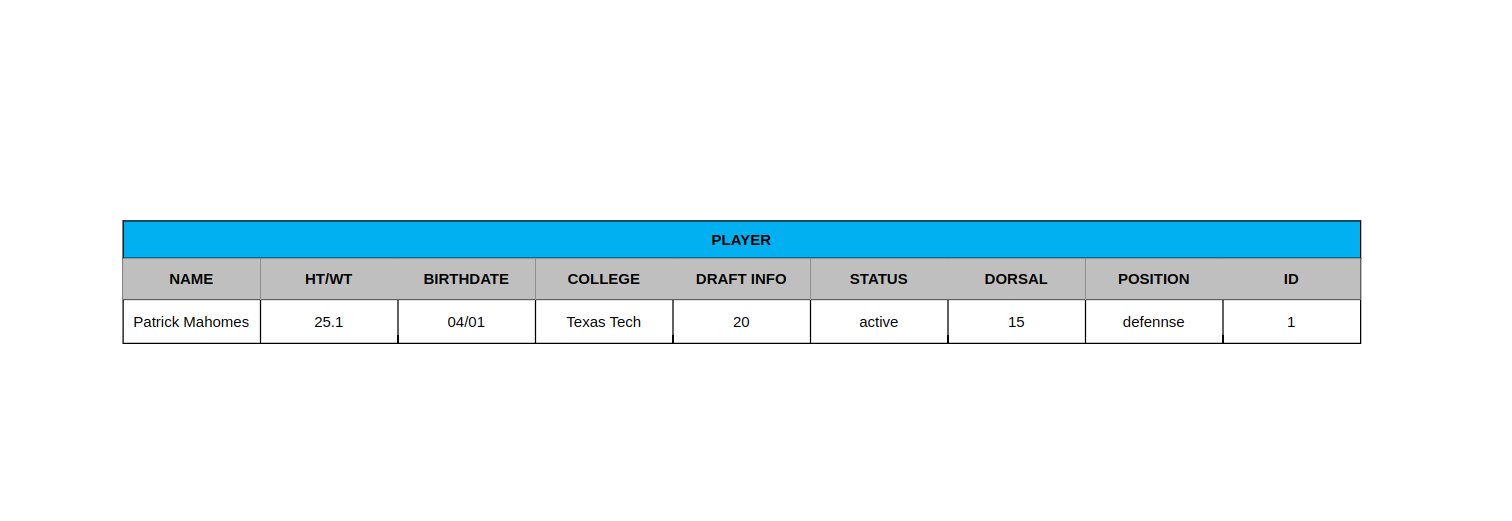 PLAYER
NAME HT/WT BIRTHDATE COLLEGE DRAFT INFO STATUS DORSAL POSITION ID
Patrick Mahomes 25.1 04/01 Texas Tech 20 active 15 defennse 1